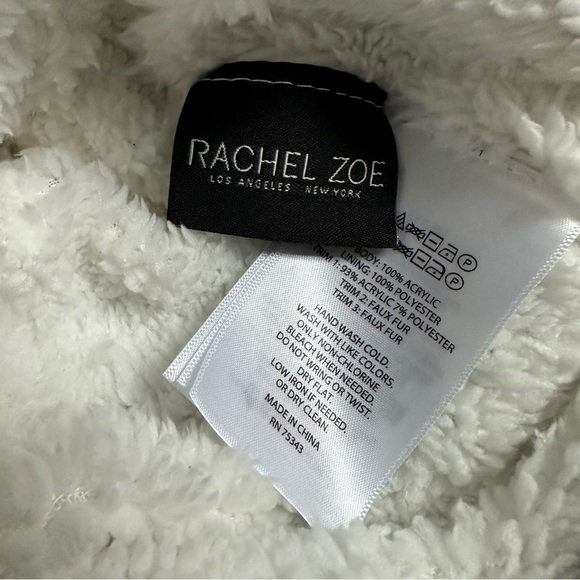 RACHEL ZOE
LOS ANGELES NEW YORK
BODY: 100% ACRYLIC
LINING: 100% POLYESTER
TRIM 1: 93% ACRYLIC 7% POLYESTER
TRIM 2: FAUX FUR
TRIM 3: FAUX FUR
HAND WASH COLD.
WASH WITH LIKE COLORS.
ONLY NON-CHLORINE
BLEACH WHEN NEEDED.
DO NOT WRING OR TWIST.
DRY FLAT.
LOW IRON IF NEEDED.
OR DRY CLEAN.
MADE IN CHINA
RN 75343